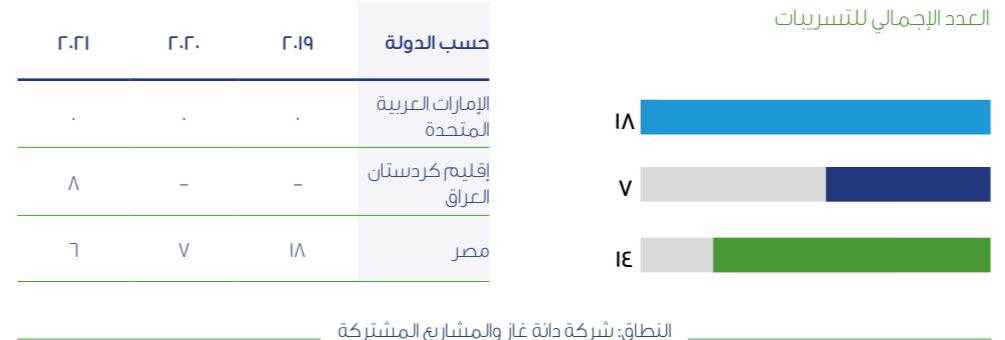 العدد الإجمالي للتسريبات
١٨
٧
١٤
حسب الدولة ٢٠١٩ ٢٠٢٠ ٢٠٢١
الإمارات العربية
المتحدة ٠ ٠ ٠
إقليم كردستان
العراق – – ٨
مصر ١٨ ٧ ٦
النطاق: شركة دانة غاز والمشاريع المشتركة